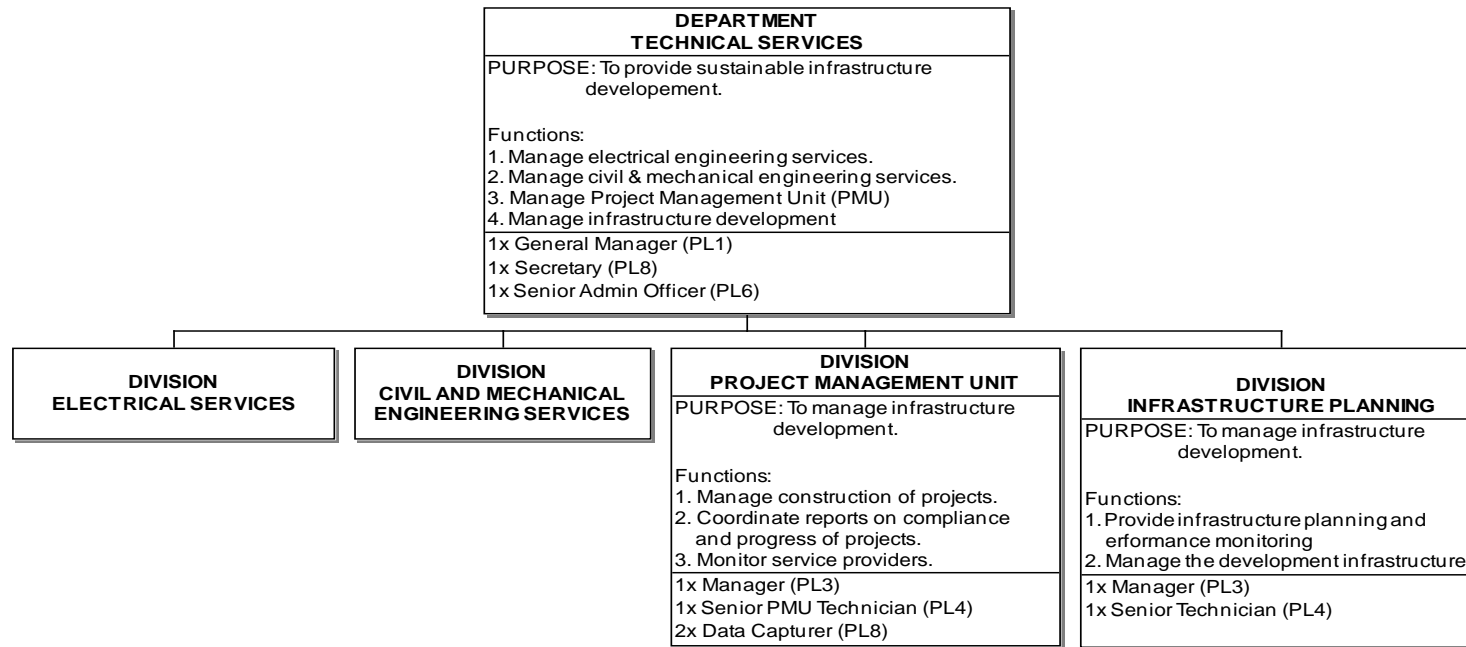 DEPARTMENT
TECHNICAL SERVICES
PURPOSE: To provide sustainable infrastructure
developement.
Functions:
1. Manage electrical engineering services.
2. Manage civil & mechanical engineering services.
3. Manage Project Management Unit (PMU)
4. Manage infrastructure development
1x General Manager (PL1)
1x Secretary (PL8)
1x Senior Admin Officer (PL6)
DIVISION
ELECTRICAL SERVICES
DIVISION
CIVIL AND MECHANICAL
ENGINEERING SERVICES
DIVISION
PROJECT MANAGEMENT UNIT
PURPOSE: To manage infrastructure
development.
Functions:
1. Manage construction of projects.
2. Coordinate reports on compliance
and progress of projects.
3. Monitor service providers.
1x Manager (PL3)
1x Senior PMU Technician (PL4)
2x Data Capturer (PL8)
DIVISION
INFRASTRUCTURE PLANNING
PURPOSE: To manage infrastructure
development.
Functions:
1. Provide infrastructure planning and
erformance monitoring
2. Manage the development infrastructure
1x Manager (PL3)
1x Senior Technician (PL4)